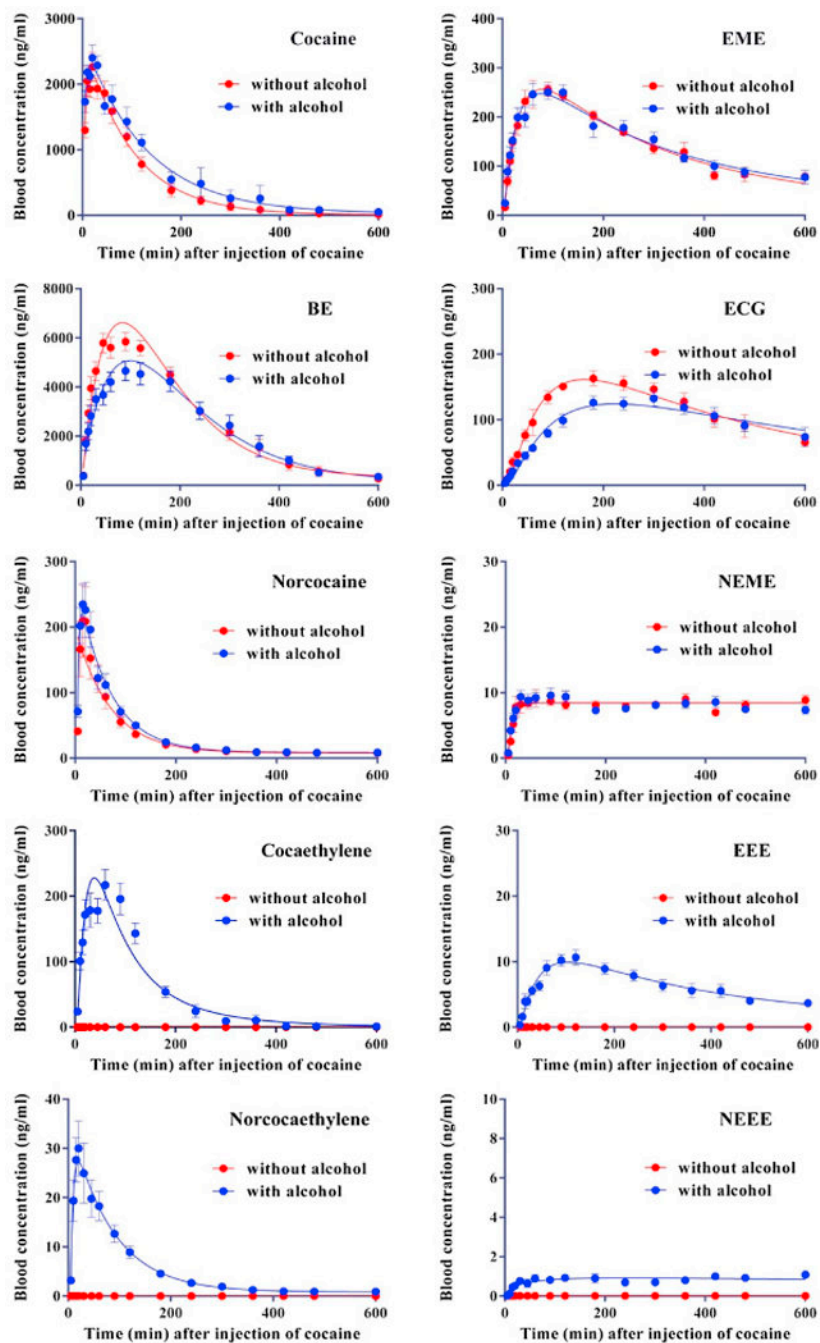 Cocaine
without alcohol
with alcohol
Blood concentration (ng/ml)
3000
2000
1000
0
0 200 400 600
Time (min) after injection of cocaine
EME
without alcohol
with alcohol
Blood concentration (ng/ml)
400
300
200
100
0
0 200 400 600
Time (min) after injection of cocaine
BE
without alcohol
with alcohol
Blood concentration (ng/ml)
8000
6000
4000
2000
0
0 200 400 600
Time (min) after injection of cocaine
ECG
without alcohol
with alcohol
Blood concentration (ng/ml)
300
200
100
0
0 200 400 600
Time (min) after injection of cocaine
Norcocaine
without alcohol
with alcohol
Blood concentration (ng/ml)
300
200
100
0
0 200 400 600
Time (min) after injection of cocaine
NEME
without alcohol
with alcohol
Blood concentration (ng/ml)
30
20
10
0
0 200 400 600
Time (min) after injection of cocaine
Cocaethylene
without alcohol
with alcohol
Blood concentration (ng/ml)
300
200
100
0
0 200 400 600
Time (min) after injection of cocaine
EEE
without alcohol
with alcohol
Blood concentration (ng/ml)
30
20
10
0
0 200 400 600
Time (min) after injection of cocaine
Norcocaethylene
without alcohol
with alcohol
Blood concentration (ng/ml)
40
30
20
10
0
0 200 400 600
Time (min) after injection of cocaine
NEEE
without alcohol
with alcohol
Blood concentration (ng/ml)
10
8
6
4
2
0
0 200 400 600
Time (min) after injection of cocaine